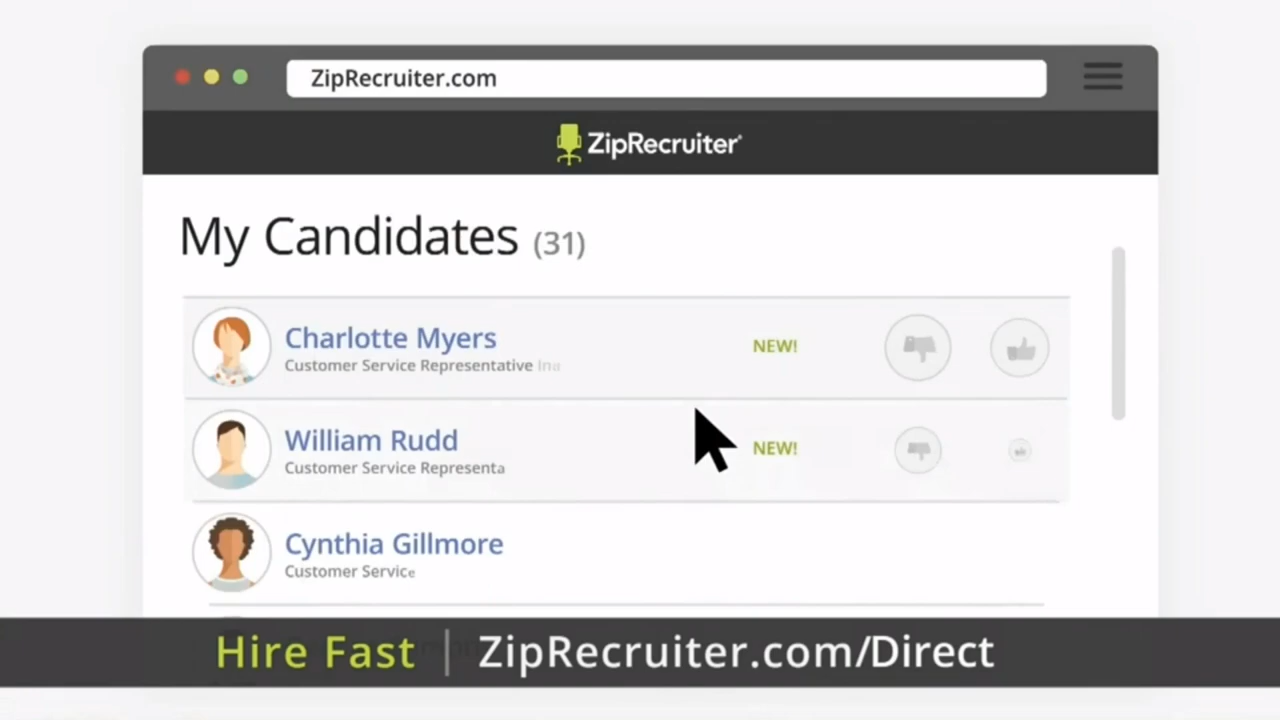 ZipRecruiter.com
ZipRecruiter
My Candidates (31)
Charlotte Myers
Customer Service Representative Ina
NEW!
William Rudd
Customer Service Representa
NEW!
Cynthia Gillmore
Customer Service
Hire Fast | ZipRecruiter.com/Direct